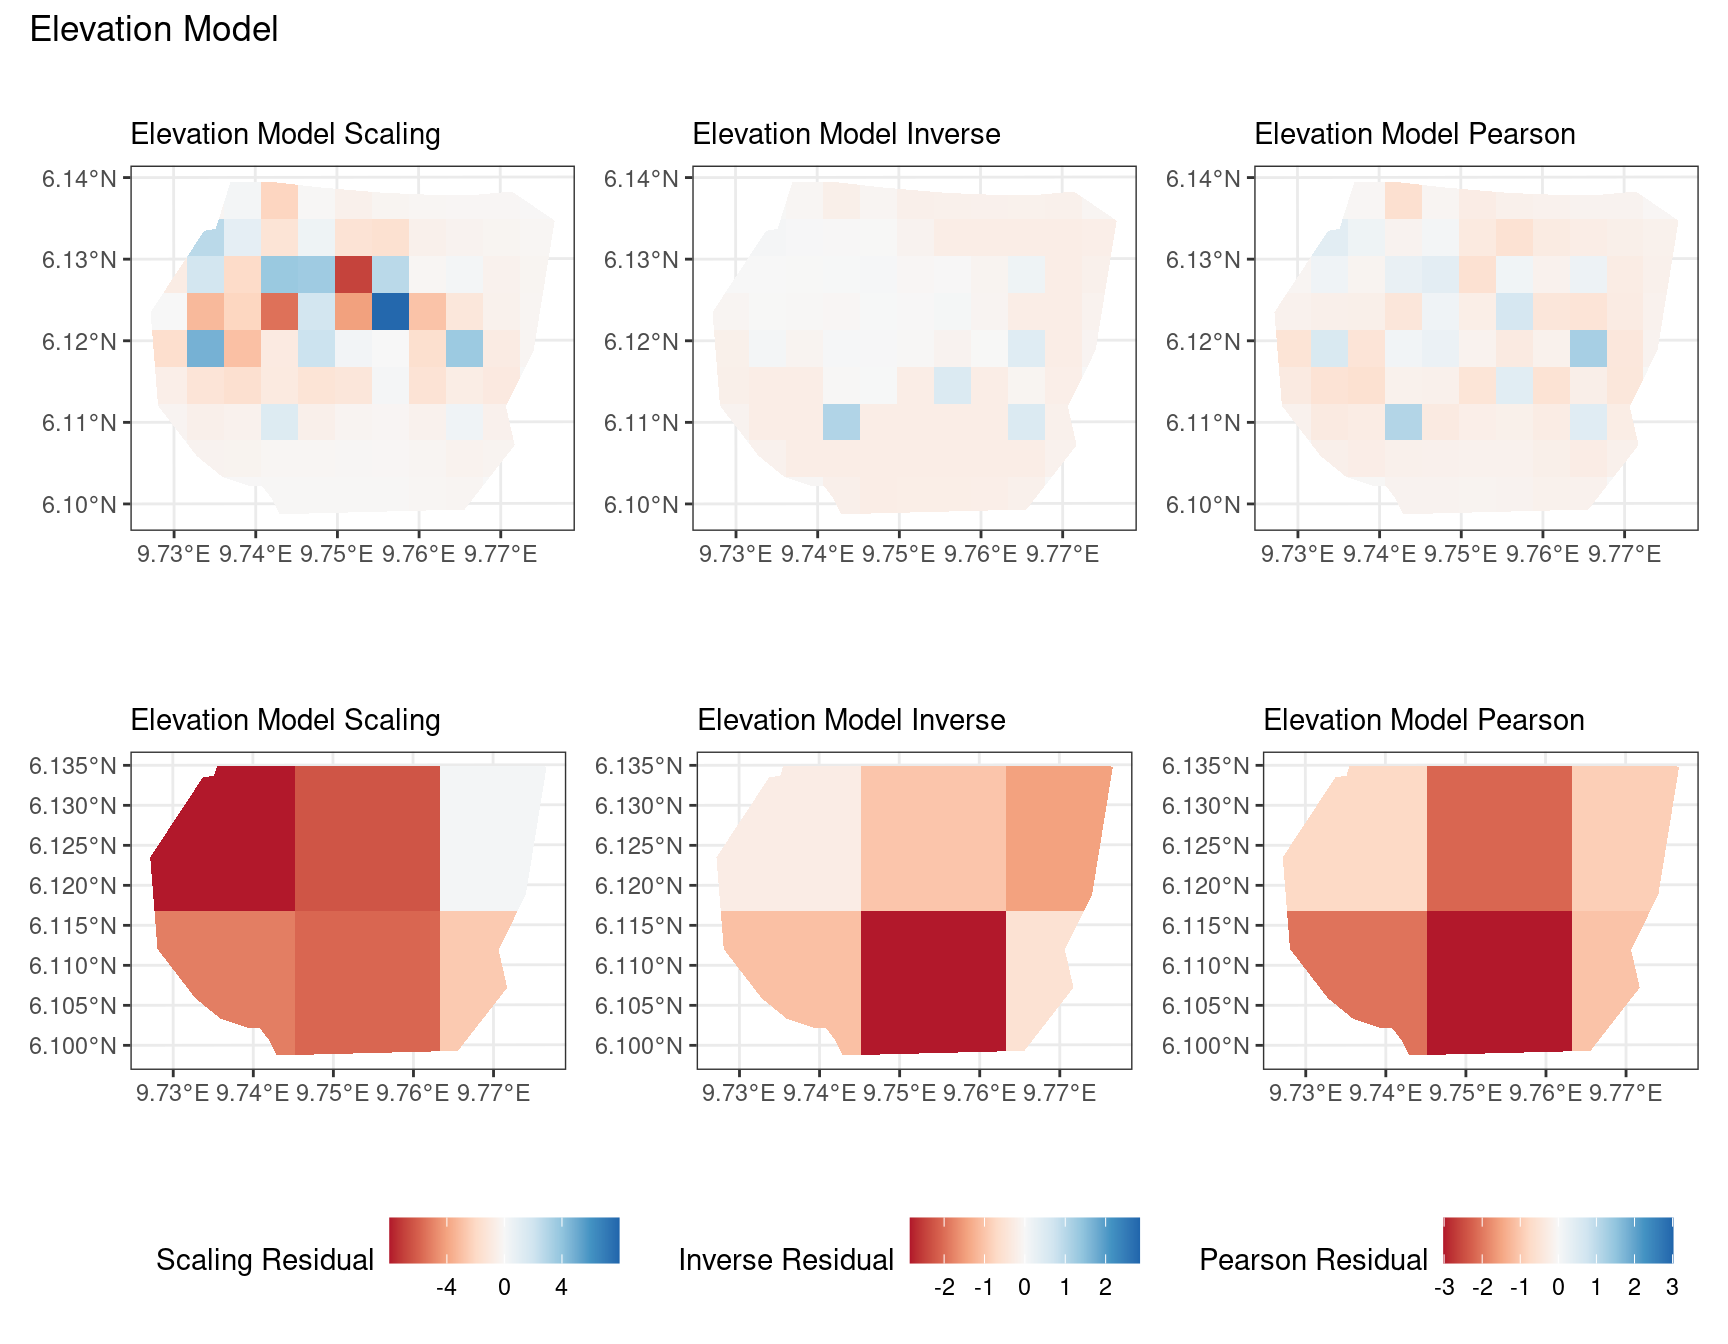 Elevation Model
Elevation Model Scaling
Elevation Model Inverse
Elevation Model Pearson
6.14°N
6.13°N
6.12°N
6.11°N
6.10°N
9.73°E 9.74°E 9.75°E 9.76°E 9.77°E
6.14°N
6.13°N
6.12°N
6.11°N
6.10°N
9.73°E 9.74°E 9.75°E 9.76°E 9.77°E
6.14°N
6.13°N
6.12°N
6.11°N
6.10°N
9.73°E 9.74°E 9.75°E 9.76°E 9.77°E
Elevation Model Scaling
Elevation Model Inverse
Elevation Model Pearson
6.135°N
6.130°N
6.125°N
6.120°N
6.115°N
6.110°N
6.105°N
6.100°N
9.73°E 9.74°E 9.75°E 9.76°E 9.77°E
6.135°N
6.130°N
6.125°N
6.120°N
6.115°N
6.110°N
6.105°N
6.100°N
9.73°E 9.74°E 9.75°E 9.76°E 9.77°E
6.135°N
6.130°N
6.125°N
6.120°N
6.115°N
6.110°N
6.105°N
6.100°N
9.73°E 9.74°E 9.75°E 9.76°E 9.77°E
Scaling Residual
-4 0 4
Inverse Residual
-2 -1 0 1 2
Pearson Residual
-3 -2 -1 0 1 2 3